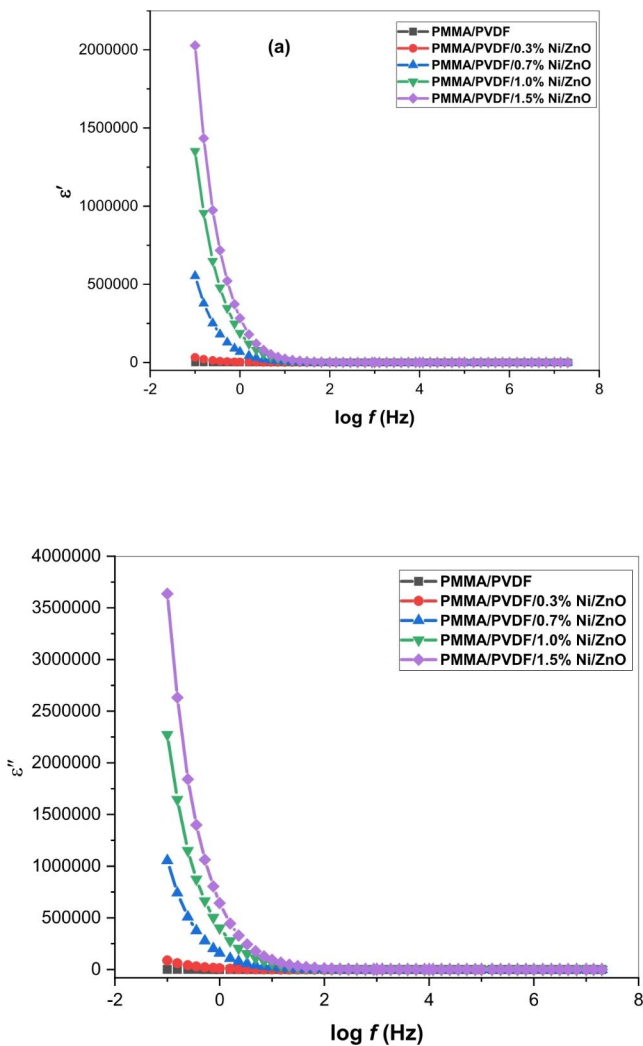 (a)
PMMA/PVDF
PMMA/PVDF/0.3% Ni/ZnO
PMMA/PVDF/0.7% Ni/ZnO
PMMA/PVDF/1.0% Ni/ZnO
PMMA/PVDF/1.5% Ni/ZnO
2000000
1500000
1000000
500000
0
ε′
-2 0 2 4 6 8
log f (Hz)
PMMA/PVDF
PMMA/PVDF/0.3% Ni/ZnO
PMMA/PVDF/0.7% Ni/ZnO
PMMA/PVDF/1.0% Ni/ZnO
PMMA/PVDF/1.5% Ni/ZnO
4000000
3500000
3000000
2500000
2000000
1500000
1000000
500000
0
ε″
-2 0 2 4 6 8
log f (Hz)